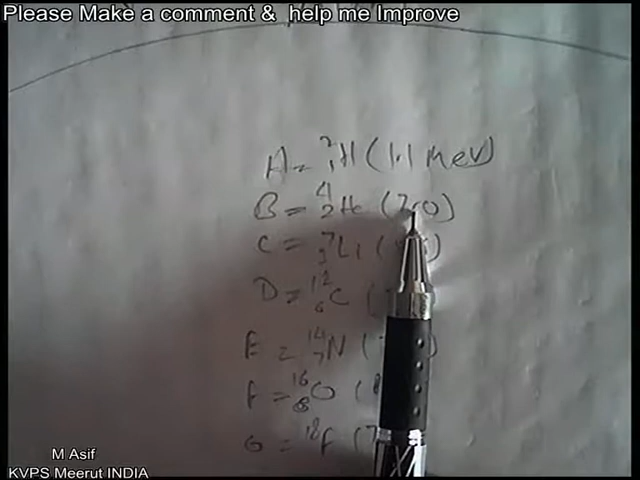 Please Make a comment & help me Improve
A = ²₁H (1.1 MeV)
B = ⁴₂He (7.0)
C = ⁷₃Li (
D = ¹²₆C (
E = ¹⁴₇N (
F = ¹⁶₈O (
G = ¹⁸F (7
M Asif
KVPS Meerut INDIA